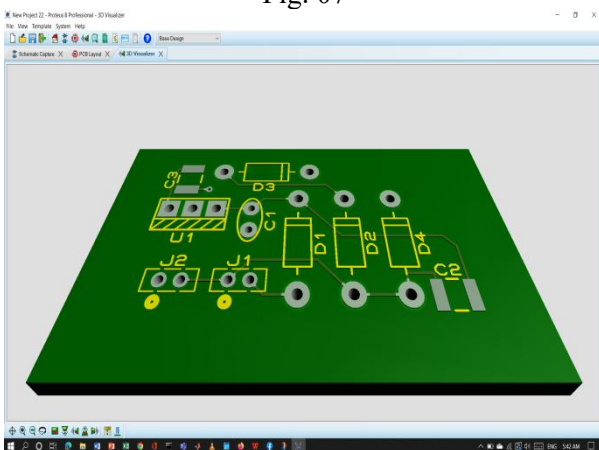 Fig. 07
New Project 22 - Proteus 8 Professional - 3D Visualizer
File View Template System Help
Base Design
Schematic Capture X PCB Layout X 3D Visualizer X
C3
D3
U1
C1
D1
D2
D4
J2
J1
C2
ENG 5:42 AM